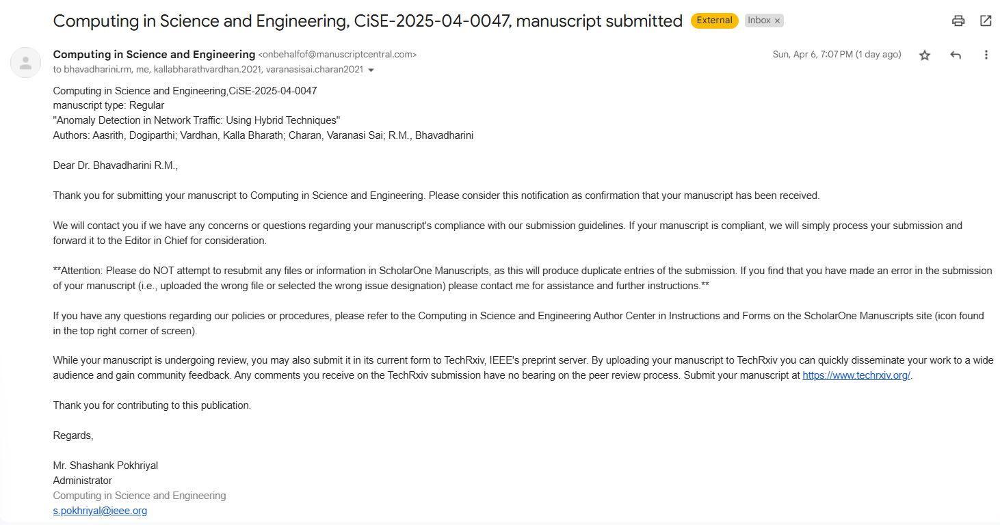 Computing in Science and Engineering, CiSE-2025-04-0047, manuscript submitted External Inbox ×
Computing in Science and Engineering <onbehalfof@manuscriptcentral.com> Sun, Apr 6, 7:07 PM (1 day ago)
to bhavadharini.rm, me, kallabharathvardhan.2021, varanasisai.charan2021
Computing in Science and Engineering,CiSE-2025-04-0047
manuscript type: Regular
"Anomaly Detection in Network Traffic: Using Hybrid Techniques"
Authors: Aasrith, Dogiparthi; Vardhan, Kalla Bharath; Charan, Varanasi Sai; R.M., Bhavadharini
Dear Dr. Bhavadharini R.M.,
Thank you for submitting your manuscript to Computing in Science and Engineering. Please consider this notification as confirmation that your manuscript has been received.
We will contact you if we have any concerns or questions regarding your manuscript's compliance with our submission guidelines. If your manuscript is compliant, we will simply process your submission and
forward it to the Editor in Chief for consideration.
**Attention: Please do NOT attempt to resubmit any files or information in ScholarOne Manuscripts, as this will produce duplicate entries of the submission. If you find that you have made an error in the submission
of your manuscript (i.e., uploaded the wrong file or selected the wrong issue designation) please contact me for assistance and further instructions.**
If you have any questions regarding our policies or procedures, please refer to the Computing in Science and Engineering Author Center in Instructions and Forms on the ScholarOne Manuscripts site (icon found
in the top right corner of screen).
While your manuscript is undergoing review, you may also submit it in its current form to TechRxiv, IEEE's preprint server. By uploading your manuscript to TechRxiv you can quickly disseminate your work to a wide
audience and gain community feedback. Any comments you receive on the TechRxiv submission have no bearing on the peer review process. Submit your manuscript at https://www.techrxiv.org/.
Thank you for contributing to this publication.
Regards,
Mr. Shashank Pokhriyal
Administrator
Computing in Science and Engineering
s.pokhriyal@ieee.org